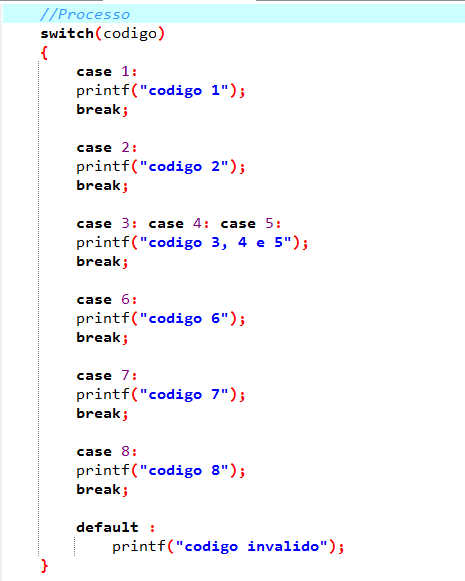 //Processo
switch(codigo)
{
case 1:
printf("codigo 1");
break;
case 2:
printf("codigo 2");
break;
case 3: case 4: case 5:
printf("codigo 3, 4 e 5");
break;
case 6:
printf("codigo 6");
break;
case 7:
printf("codigo 7");
break;
case 8:
printf("codigo 8");
break;
default :
printf("codigo invalido");
}